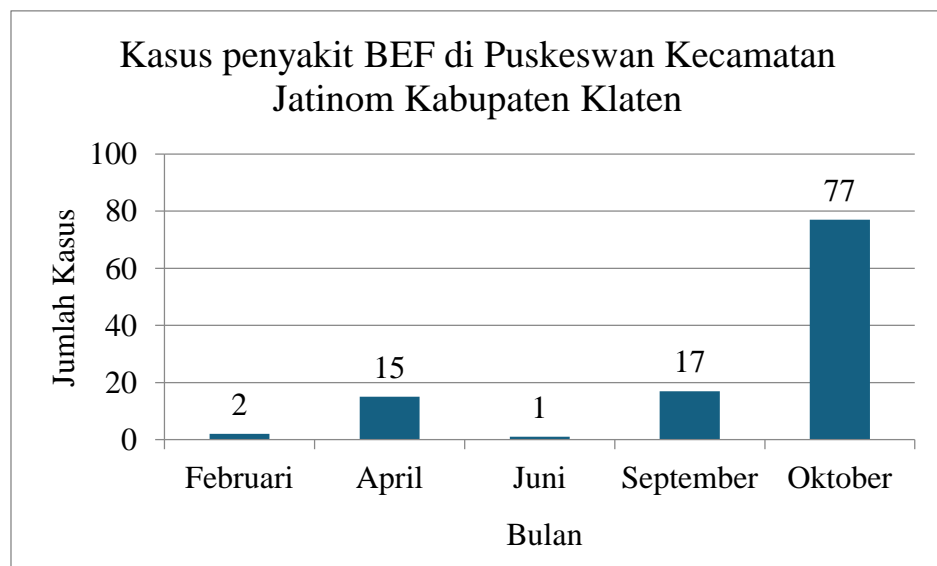 Kasus penyakit BEF di Puskeswan Kecamatan
Jatinom Kabupaten Klaten
Jumlah Kasus
100
80
60
40
20
0
2
15
1
17
77
Februari
April
Juni
September
Oktober
Bulan